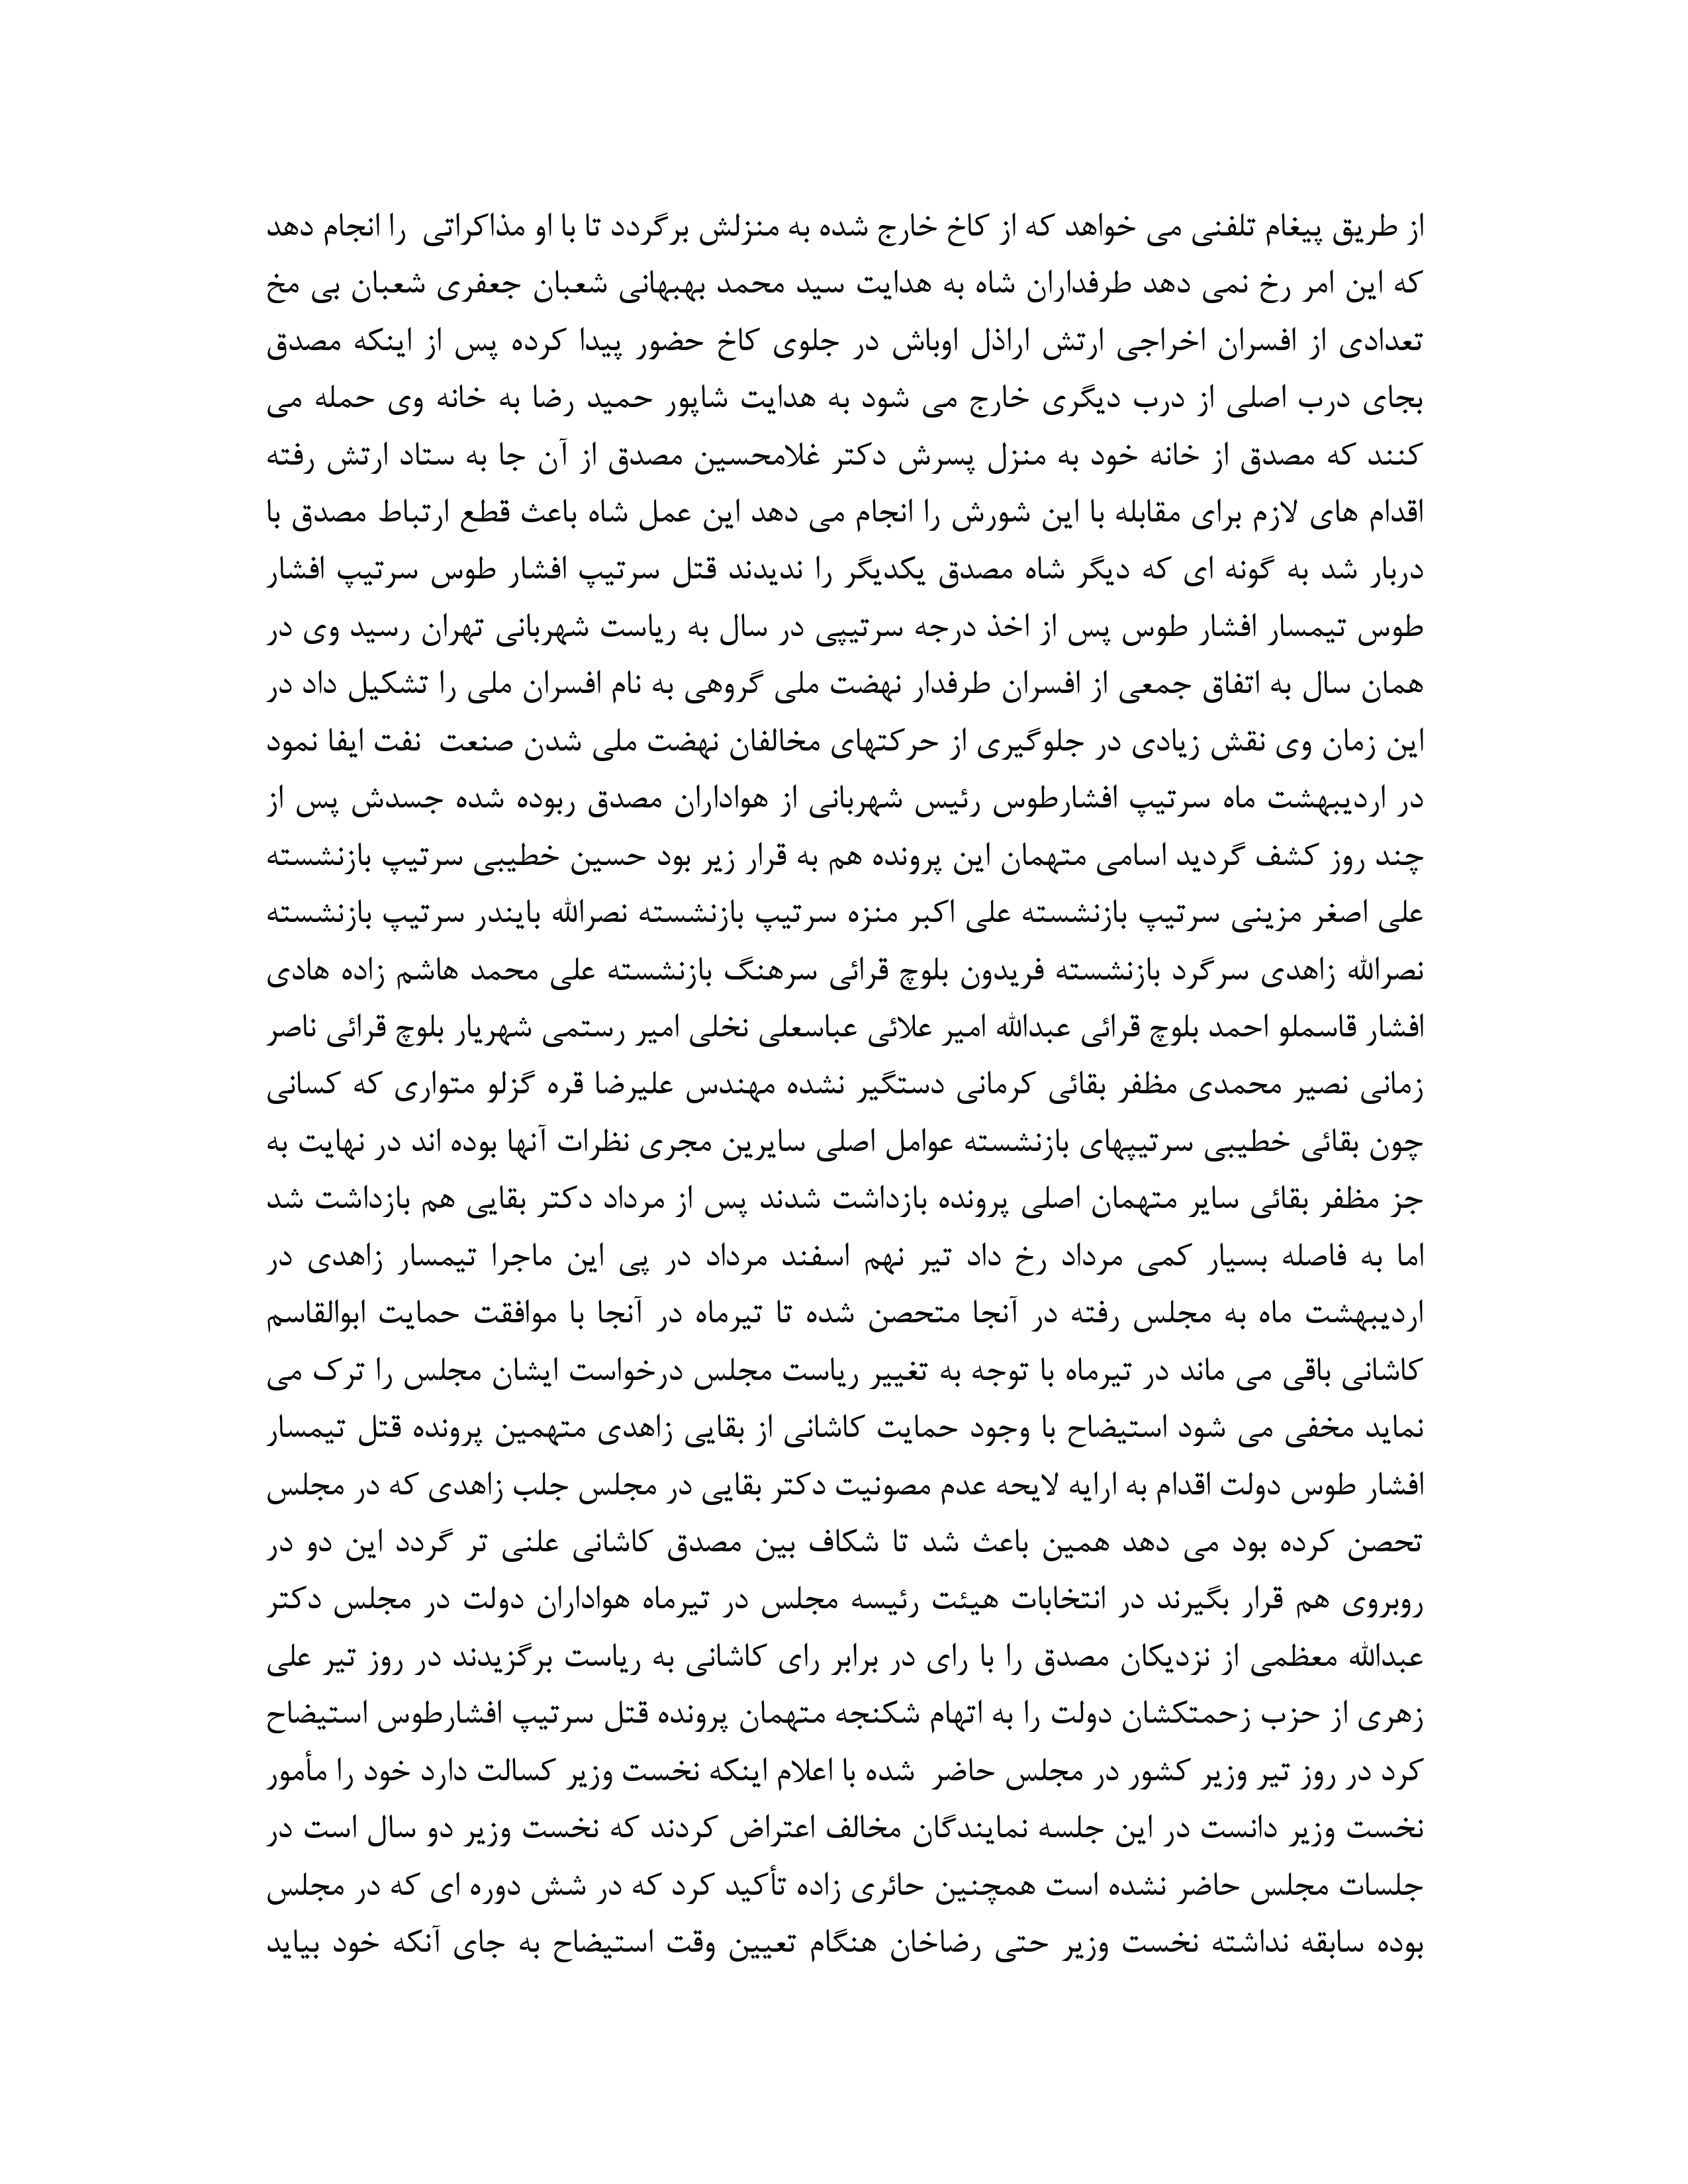 از طریق پیغام تلفنی می خواهد که از کاخ خارج شده به منزلش برگردد تا با او مذاکراتی را انجام دهد
که این امر رخ نمی دهد طرفداران شاه به هدایت سید محمد بهبهانی شعبان جعفری شعبان بی مخ
تعدادی از افسران اخراجی ارتش اراذل اوباش در جلوی کاخ حضور پیدا کرده پس از اینکه مصدق
بجای درب اصلی از درب دیگری خارج می شود به هدایت شاپور حمید رضا به خانه وی حمله می
کنند که مصدق از خانه خود به منزل پسرش دکتر غلامحسین مصدق از آن جا به ستاد ارتش رفته
اقدام های لازم برای مقابله با این شورش را انجام می دهد این عمل شاه باعث قطع ارتباط مصدق با
دربار شد به گونه ای که دیگر شاه مصدق یکدیگر را ندیدند قتل سرتیپ افشار طوس سرتیپ افشار
طوس تیمسار افشار طوس پس از اخذ درجه سرتیپی در سال به ریاست شهربانی تهران رسید وی در
همان سال به اتفاق جمعی از افسران طرفدار نهضت ملی گروهی به نام افسران ملی را تشکیل داد در
این زمان وی نقش زیادی در جلوگیری از حرکتهای مخالفان نهضت ملی شدن صنعت نفت ایفا نمود
در اردیبهشت ماه سرتیپ افشارطوس رئیس شهربانی از هواداران مصدق ربوده شده جسدش پس از
چند روز کشف گردید اسامی متهمان این پرونده هم به قرار زیر بود حسین خطیبی سرتیپ بازنشسته
علی اصغر مزینی سرتیپ بازنشسته علی اکبر منزه سرتیپ بازنشسته نصرالله بایندر سرتیپ بازنشسته
نصرالله زاهدی سرگرد بازنشسته فریدون بلوچ قرائی سرهنگ بازنشسته علی محمد هاشم زاده هادی
افشار قاسملو احمد بلوچ قرائی عبدالله امیر علائی عباسعلی نخلی امیر رستمی شهریار بلوچ قرائی ناصر
زمانی نصیر محمدی مظفر بقائی کرمانی دستگیر نشده مهندس علیرضا قره گزلو متواری که کسانی
چون بقائی خطیبی سرتیپهای بازنشسته عوامل اصلی سایرین مجری نظرات آنها بوده اند در نهایت به
جز مظفر بقائی سایر متهمان اصلی پرونده بازداشت شدند پس از مرداد دکتر بقایی هم بازداشت شد
اما به فاصله بسیار کمی مرداد رخ داد تیر نهم اسفند مرداد در پی این ماجرا تیمسار زاهدی در
اردیبهشت ماه به مجلس رفته در آنجا متحصن شده تا تیرماه در آنجا با موافقت حمایت ابوالقاسم
کاشانی باقی می ماند در تیرماه با توجه به تغییر ریاست مجلس درخواست ایشان مجلس را ترک می
نماید مخفی می شود استیضاح با وجود حمایت کاشانی از بقایی زاهدی متهمین پرونده قتل تیمسار
افشار طوس دولت اقدام به ارایه لایحه عدم مصونیت دکتر بقایی در مجلس جلب زاهدی که در مجلس
تحصن کرده بود می دهد همین باعث شد تا شکاف بین مصدق کاشانی علنی تر گردد این دو در
روبروی هم قرار بگیرند در انتخابات هیئت رئیسه مجلس در تیرماه هواداران دولت در مجلس دکتر
عبدالله معظمی از نزدیکان مصدق را با رای در برابر رای کاشانی به ریاست برگزیدند در روز تیر علی
زهری از حزب زحمتکشان دولت را به اتهام شکنجه متهمان پرونده قتل سرتیپ افشارطوس استیضاح
کرد در روز تیر وزیر کشور در مجلس حاضر شده با اعلام اینکه نخست وزیر کسالت دارد خود را مأمور
نخست وزیر دانست در این جلسه نمایندگان مخالف اعتراض کردند که نخست وزیر دو سال است در
جلسات مجلس حاضر نشده است همچنین حائری زاده تأکید کرد که در شش دوره ای که در مجلس
بوده سابقه نداشته نخست وزیر حتی رضاخان هنگام تعیین وقت استیضاح به جای آنکه خود بیاید